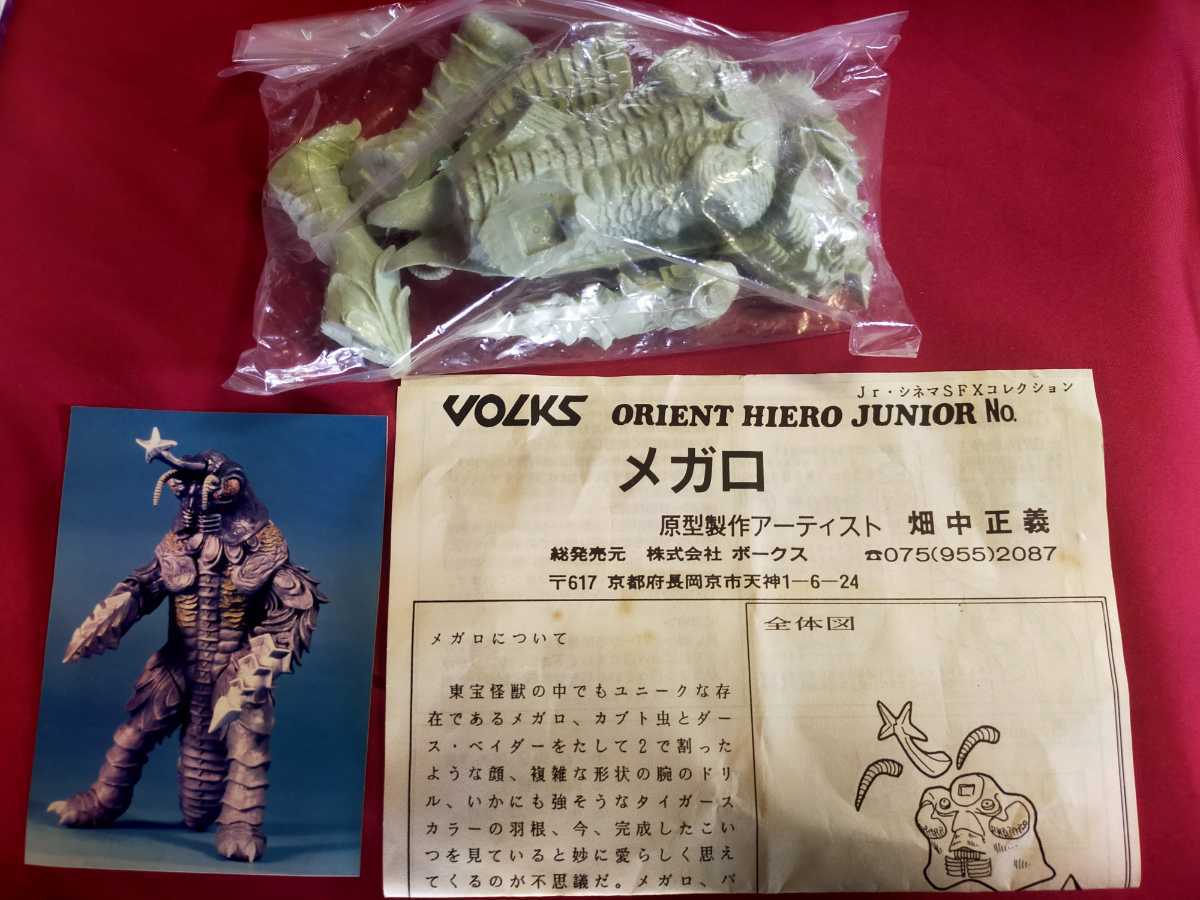 Jr・シネマSFXコレクション
VOLKS ORIENT HIERO JUNIOR No.
メガロ
原型製作アーティスト 畑中正義
総発売元 株式会社 ボークス ☎075(955)2087
〒617 京都府長岡京市天神1-6-24
メガロについて
東宝怪獣の中でもユニークな存
在であるメガロ、カブト虫とダー
ス・ベイダーをたして2で割った
ような顔、複雑な形状の腕のドリ
ル、いかにも強そうなタイガース
カラーの羽根、今、完成したこい
つを見ていると妙に愛らしく思え
てくるのが不思議だ。メガロ、バ
全体図